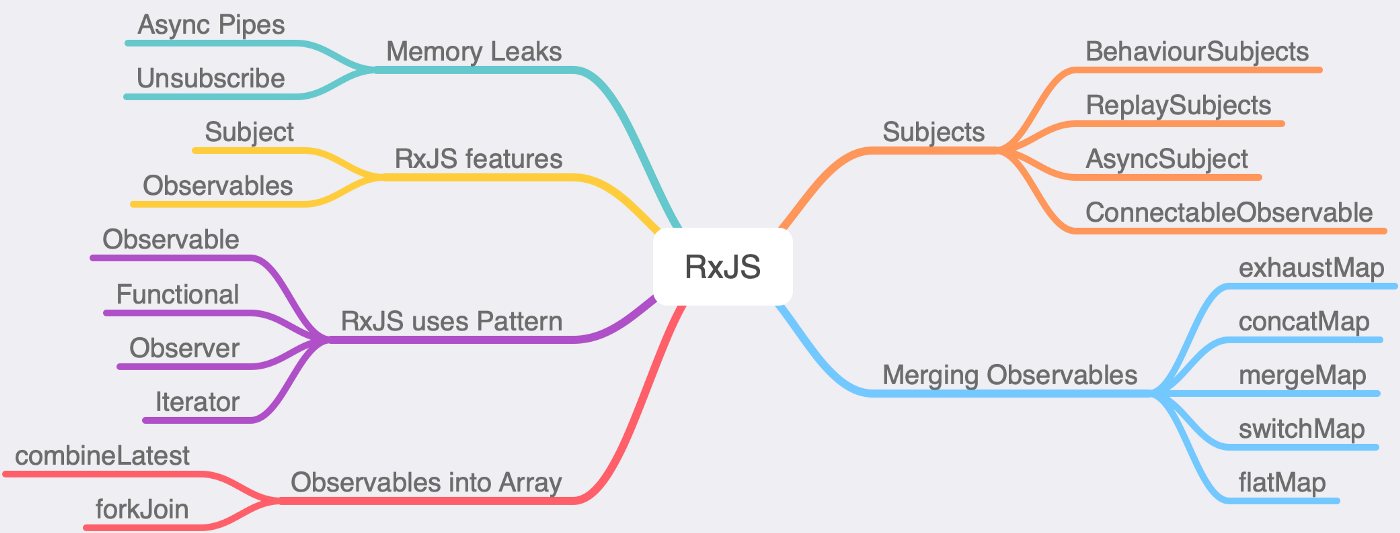 RxJS
Memory Leaks
Async Pipes
Unsubscribe
RxJS features
Subject
Observables
RxJS uses Pattern
Observable
Functional
Observer
Iterator
Observables into Array
combineLatest
forkJoin
Subjects
BehaviourSubjects
ReplaySubjects
AsyncSubject
ConnectableObservable
Merging Observables
exhaustMap
concatMap
mergeMap
switchMap
flatMap